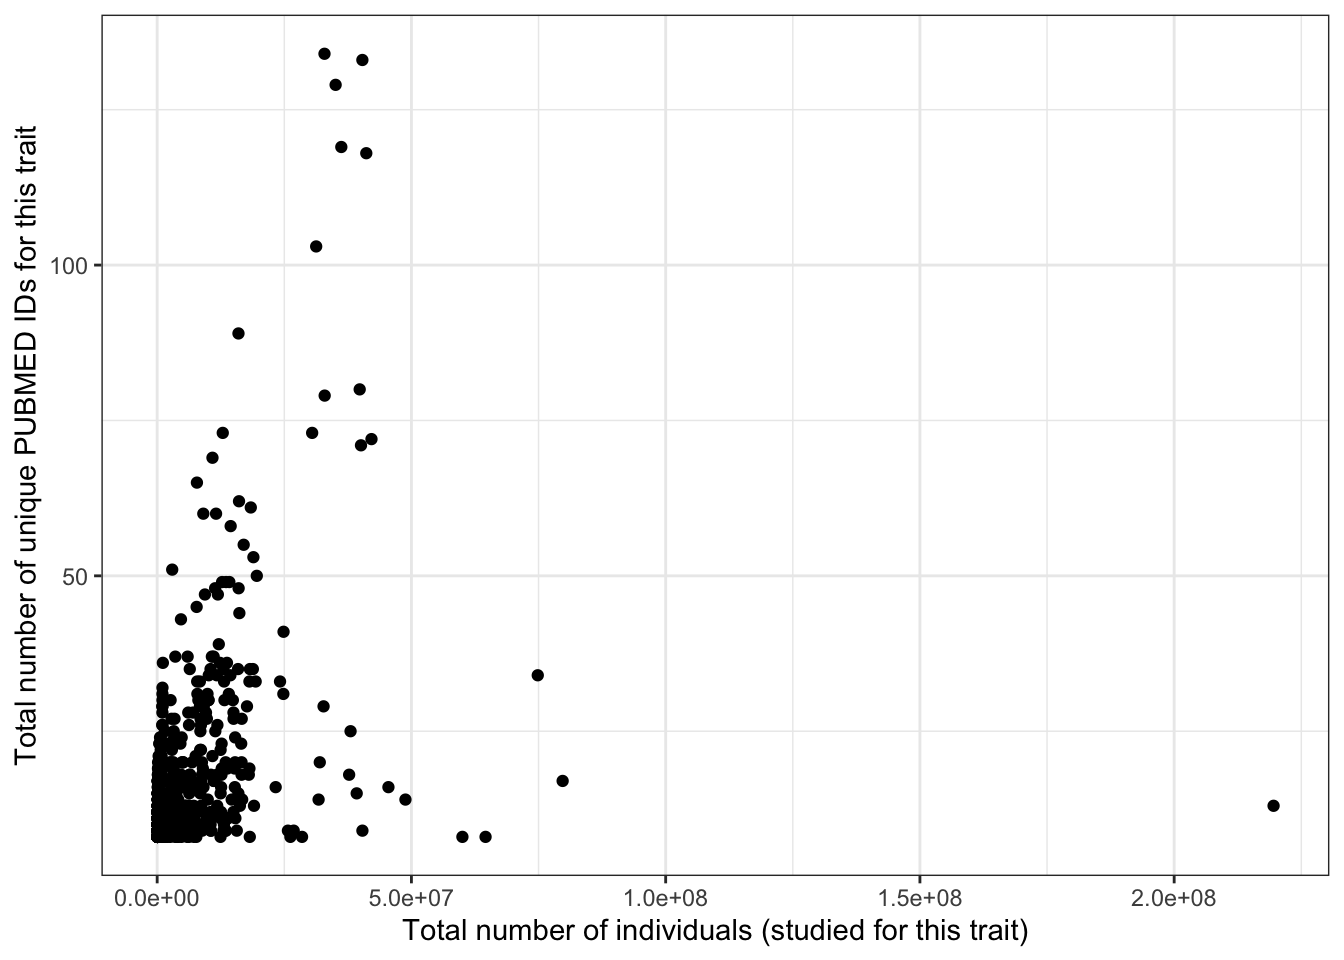 Total number of unique PUBMED IDs for this trait
100
50
0.0e+00 5.0e+07 1.0e+08 1.5e+08 2.0e+08
Total number of individuals (studied for this trait)